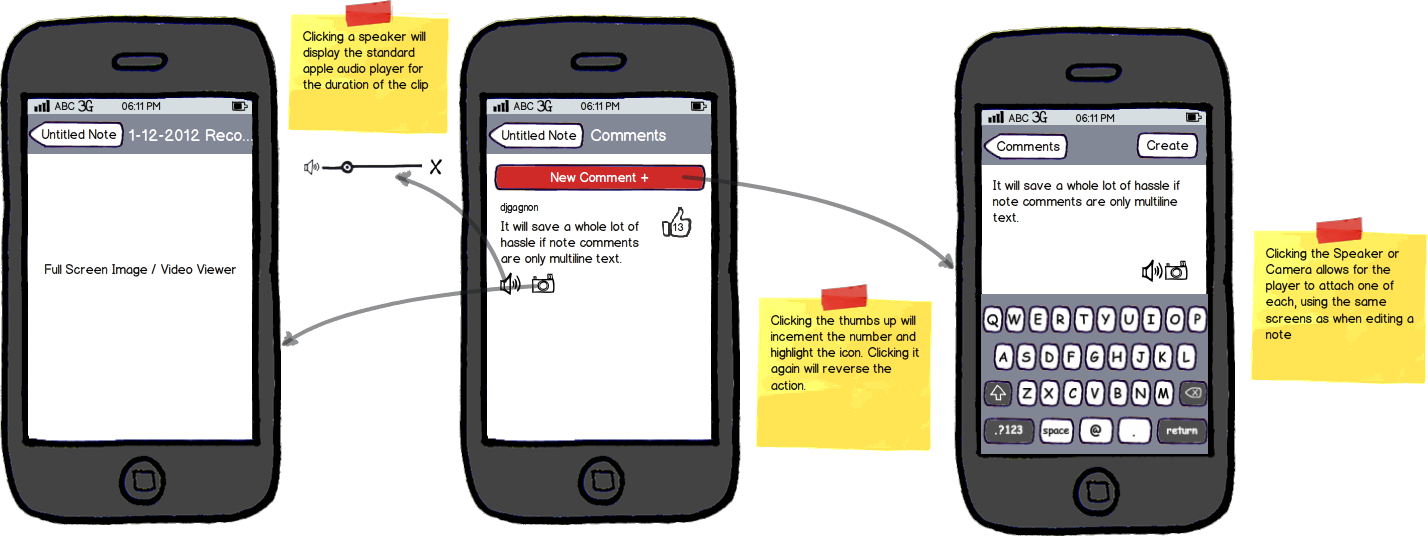 ABC 3G 06:11 PM
Untitled Note 1-12-2012 Reco...
Full Screen Image / Video Viewer
Clicking a speaker will
display the standard
apple audio player for
the duration of the clip
X
ABC 3G 06:11 PM
Untitled Note Comments
New Comment +
djgagnon
13
It will save a whole lot of
hassle if note comments
are only multiline text.
Clicking the thumbs up will
incement the number and
highlight the icon. Clicking it
again will reverse the
action.
ABC 3G 06:11 PM
Comments Create
It will save a whole lot of hassle if
note comments are only multiline
text.
Q W E R T Y U I O P
A S D F G H J K L
Z X C V B N M
.?123 space @ . return
Clicking the Speaker or
Camera allows for the
player to attach one of
each, using the same
screens as when editing a
note